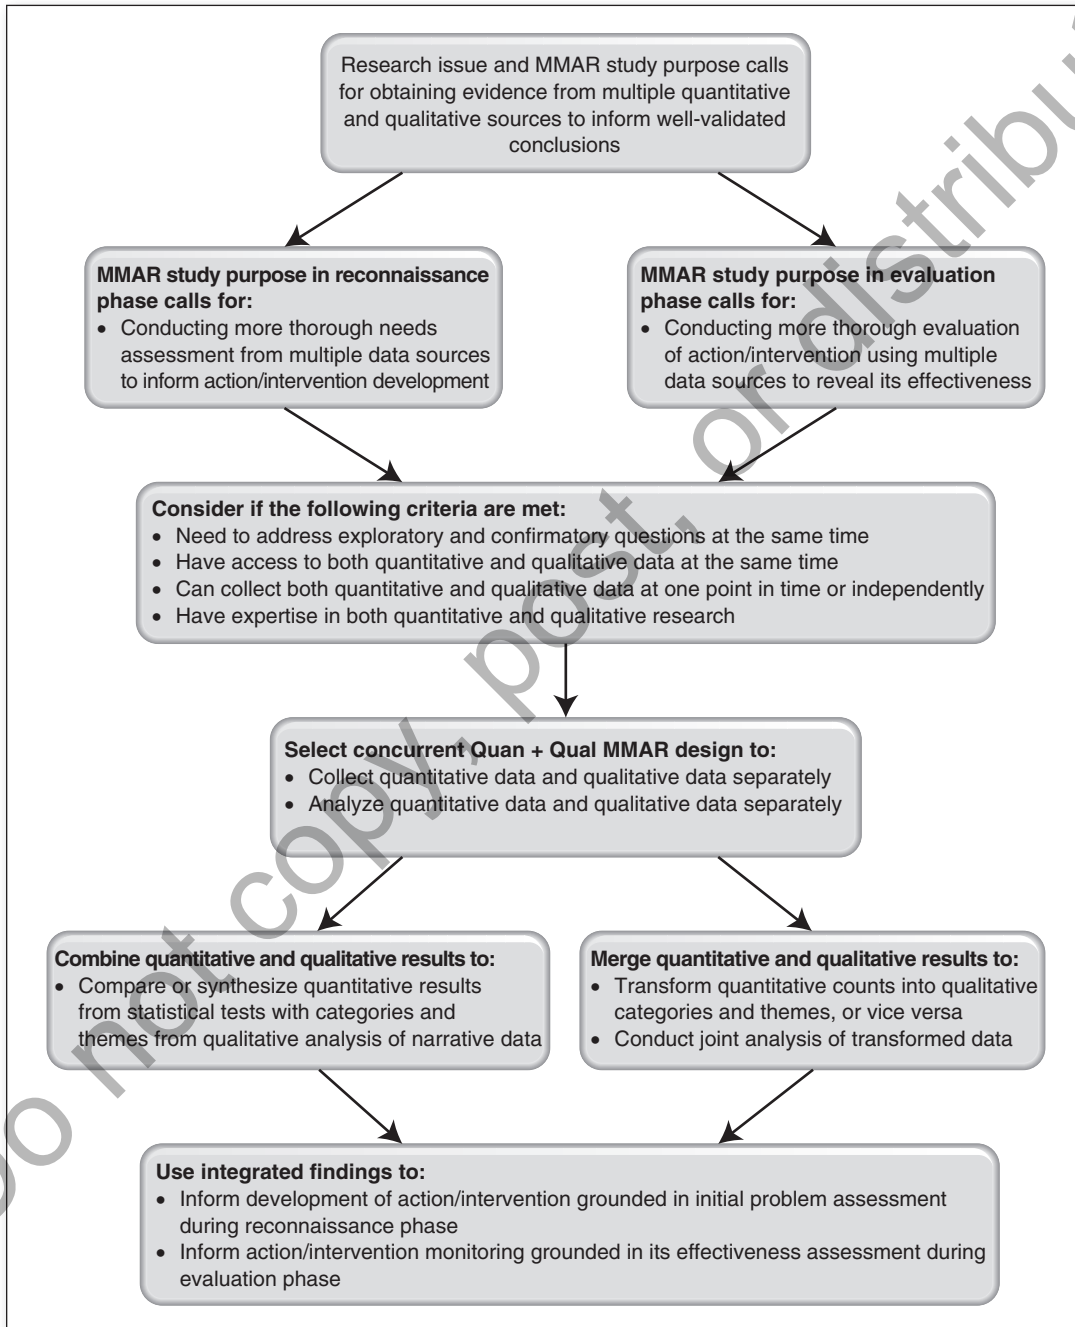 Research issue and MMAR study purpose calls
for obtaining evidence from multiple quantitative
and qualitative sources to inform well-validated
conclusions
MMAR study purpose in reconnaissance
phase calls for:
• Conducting more thorough needs
assessment from multiple data sources
to inform action/intervention development
MMAR study purpose in evaluation
phase calls for:
• Conducting more thorough evaluation
of action/intervention using multiple
data sources to reveal its effectiveness
Consider if the following criteria are met:
• Need to address exploratory and confirmatory questions at the same time
• Have access to both quantitative and qualitative data at the same time
• Can collect both quantitative and qualitative data at one point in time or independently
• Have expertise in both quantitative and qualitative research
Select concurrent Quan + Qual MMAR design to:
• Collect quantitative data and qualitative data separately
• Analyze quantitative data and qualitative data separately
Combine quantitative and qualitative results to:
• Compare or synthesize quantitative results
from statistical tests with categories and
themes from qualitative analysis of narrative data
Merge quantitative and qualitative results to:
• Transform quantitative counts into qualitative
categories and themes, or vice versa
• Conduct joint analysis of transformed data
Use integrated findings to:
• Inform development of action/intervention grounded in initial problem assessment
during reconnaissance phase
• Inform action/intervention monitoring grounded in its effectiveness assessment during
evaluation phase
Do not copy, post, or distribu